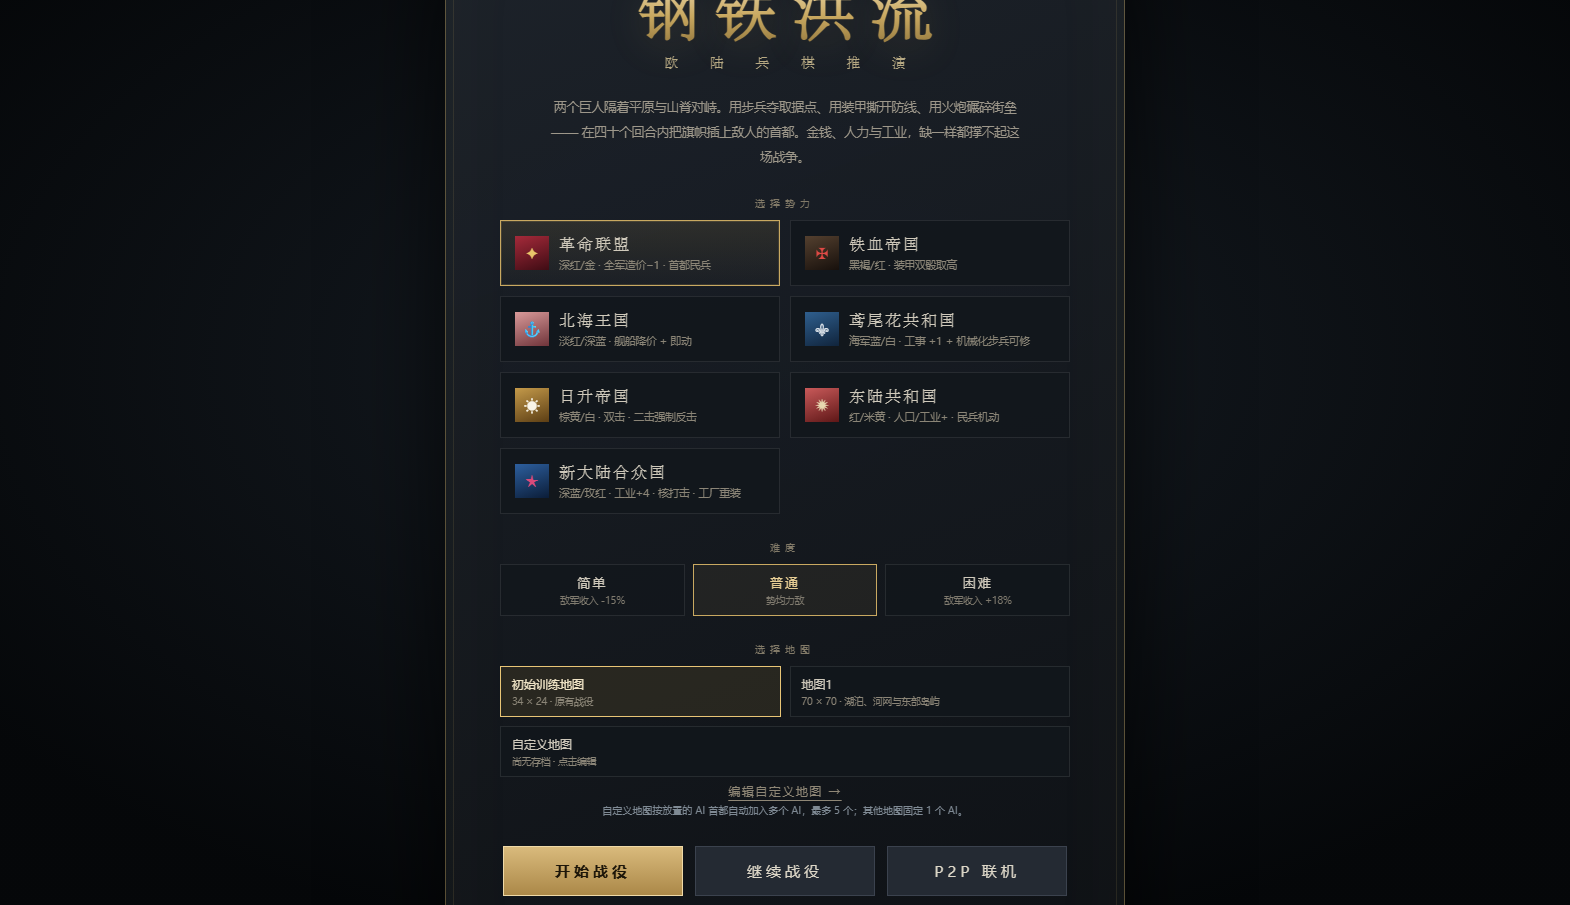 钢铁洪流
欧陆兵棋推演
两个巨人隔着平原与山脊对峙。用步兵夺取据点、用装甲撕开防线、用火炮碾碎街垒
—— 在四十个回合内把旗帜插上敌人的首都。金钱、人力与工业，缺一样都撑不起这
场战争。
选择势力
革命联盟
深红/金 · 全军造价−1 · 首都民兵
铁血帝国
黑褐/红 · 装甲双骰取高
北海王国
淡红/深蓝 · 舰船降价 + 即动
鸢尾花共和国
海军蓝/白 · 工事 +1 + 机械化步兵可修
日升帝国
棕黄/白 · 双击 · 二击强制反击
东陆共和国
红/米黄 · 人口/工业+ · 民兵机动
新大陆合众国
深蓝/玫红 · 工业+4 · 核打击 · 工厂重装
难度
简单
敌军收入 -15%
普通
势均力敌
困难
敌军收入 +18%
选择地图
初始训练地图
34 × 24 · 原有战役
地图1
70 × 70 · 湖泊、河网与东部岛屿
自定义地图
尚无存档 · 点击编辑
编辑自定义地图 →
自定义地图按放置的 AI 首都自动加入多个 AI，最多 5 个；其他地图固定 1 个 AI。
开始战役
继续战役
P2P 联机